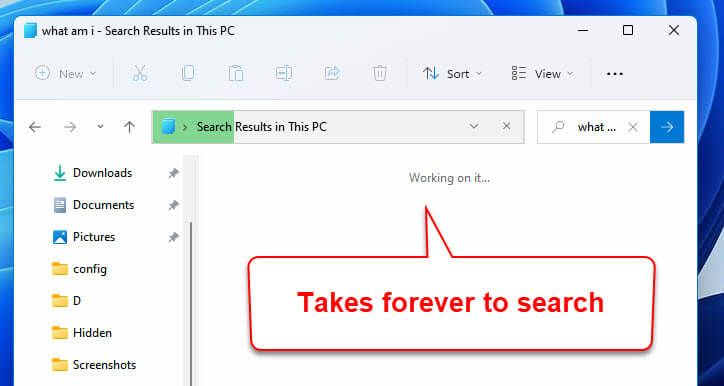 what am i - Search Results in This PC
New
Sort
View
Search Results in This PC
what ...
Downloads
Documents
Pictures
config
D
Hidden
Screenshots
Working on it...
Takes forever to search